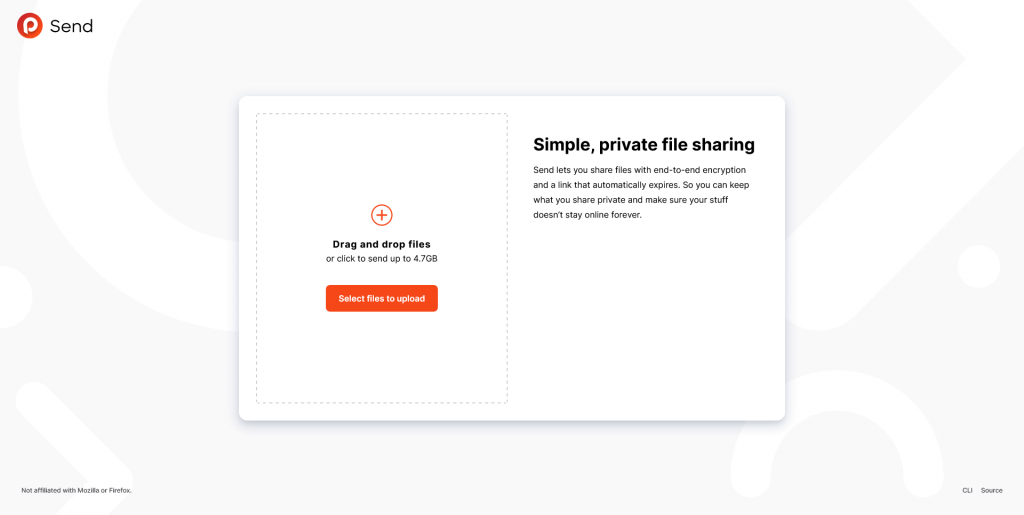 Send
Drag and drop files
or click to send up to 4.7GB
Select files to upload
Simple, private file sharing
Send lets you share files with end-to-end encryption
and a link that automatically expires. So you can keep
what you share private and make sure your stuff
doesn’t stay online forever.
Not affiliated with Mozilla or Firefox.
CLI Source